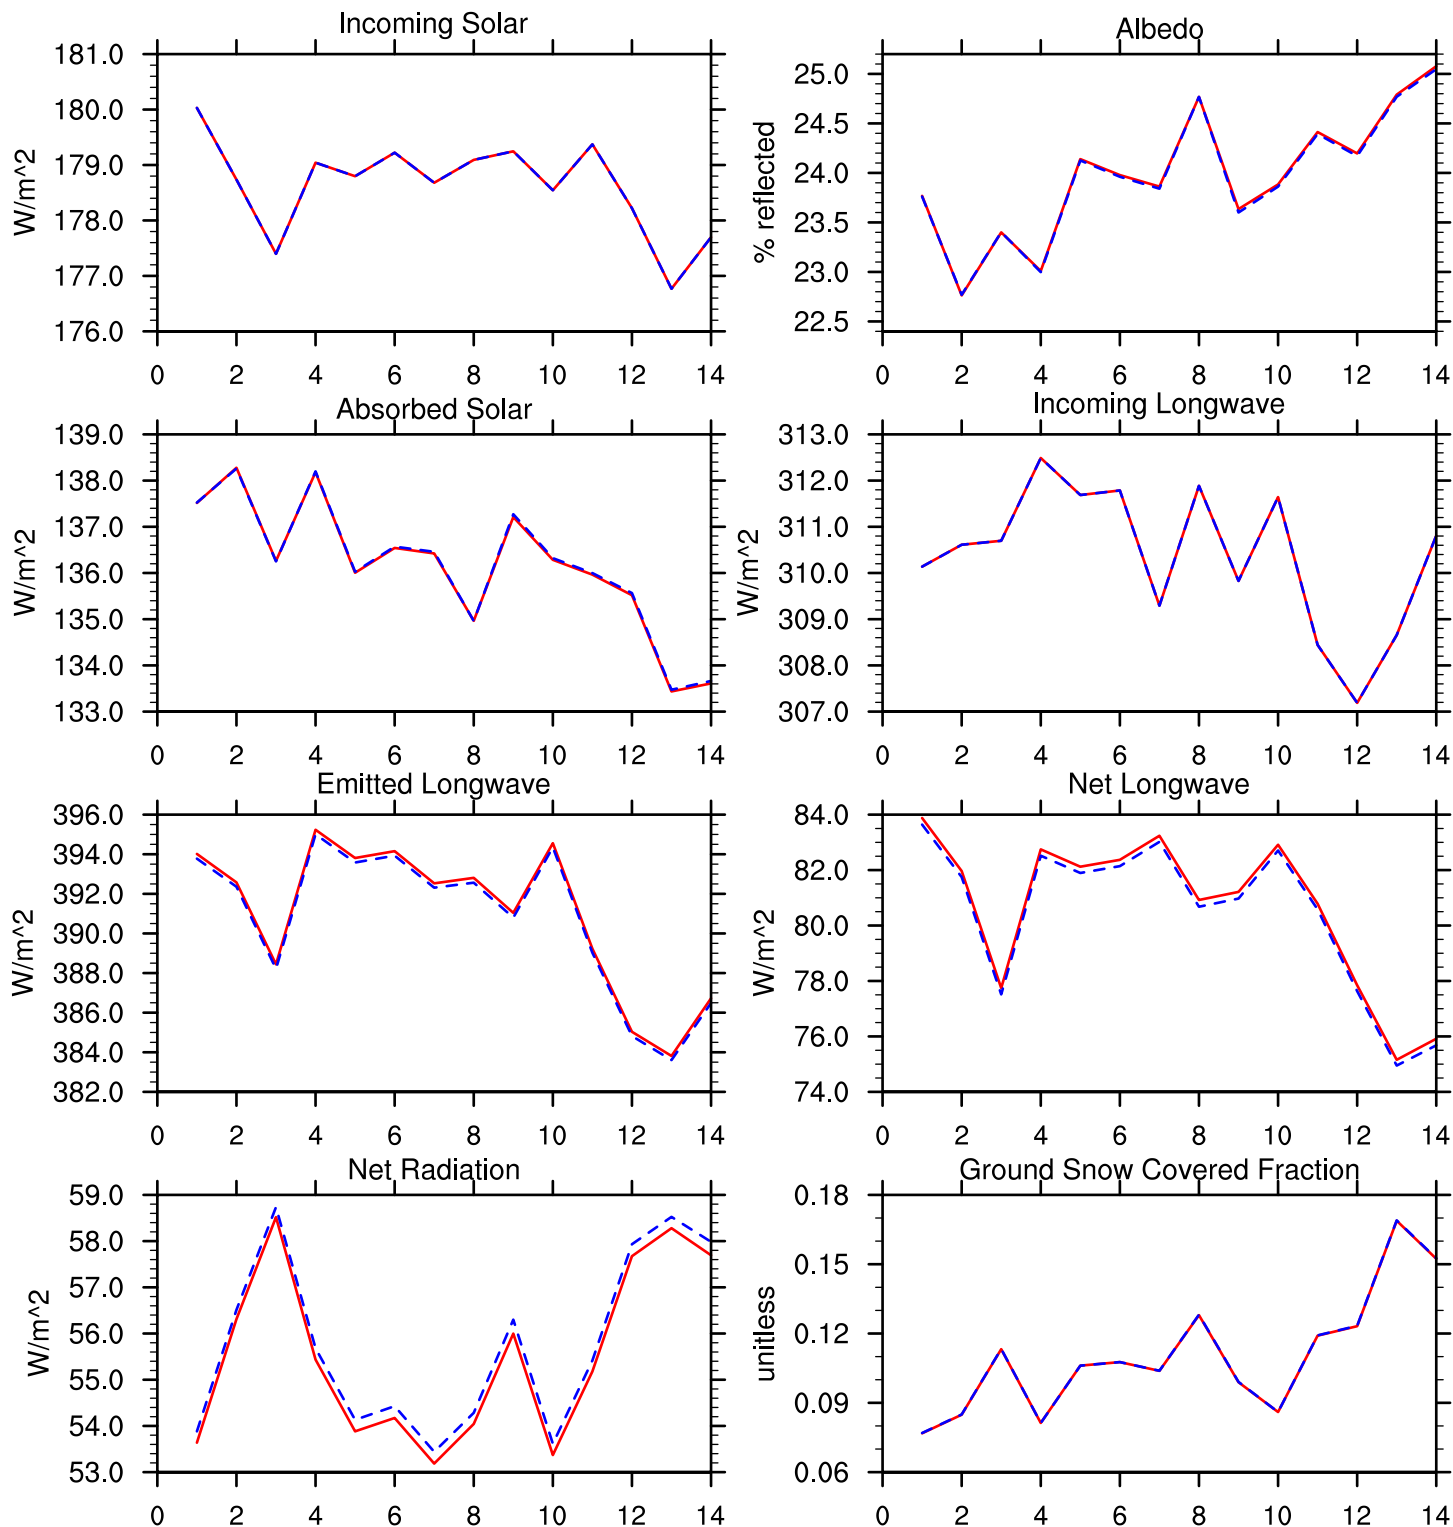 Incoming Solar
W/m^2
181.0
180.0
179.0
178.0
177.0
176.0
0 2 4 6 8 10 12 14
Albedo
% reflected
25.0
24.5
24.0
23.5
23.0
22.5
0 2 4 6 8 10 12 14
Absorbed Solar
W/m^2
139.0
138.0
137.0
136.0
135.0
134.0
133.0
0 2 4 6 8 10 12 14
Incoming Longwave
W/m^2
313.0
312.0
311.0
310.0
309.0
308.0
307.0
0 2 4 6 8 10 12 14
Emitted Longwave
W/m^2
396.0
394.0
392.0
390.0
388.0
386.0
384.0
382.0
0 2 4 6 8 10 12 14
Net Longwave
W/m^2
84.0
82.0
80.0
78.0
76.0
74.0
0 2 4 6 8 10 12 14
Net Radiation
W/m^2
59.0
58.0
57.0
56.0
55.0
54.0
53.0
0 2 4 6 8 10 12 14
Ground Snow Covered Fraction
unitless
0.18
0.15
0.12
0.09
0.06
0 2 4 6 8 10 12 14